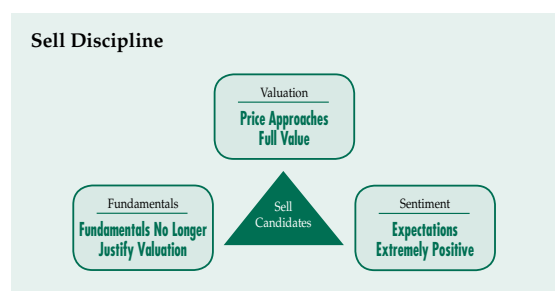 Sell Discipline
Valuation
Price Approaches
Full Value
Fundamentals
Fundamentals No Longer
Justify Valuation
Sell
Candidates
Sentiment
Expectations
Extremely Positive